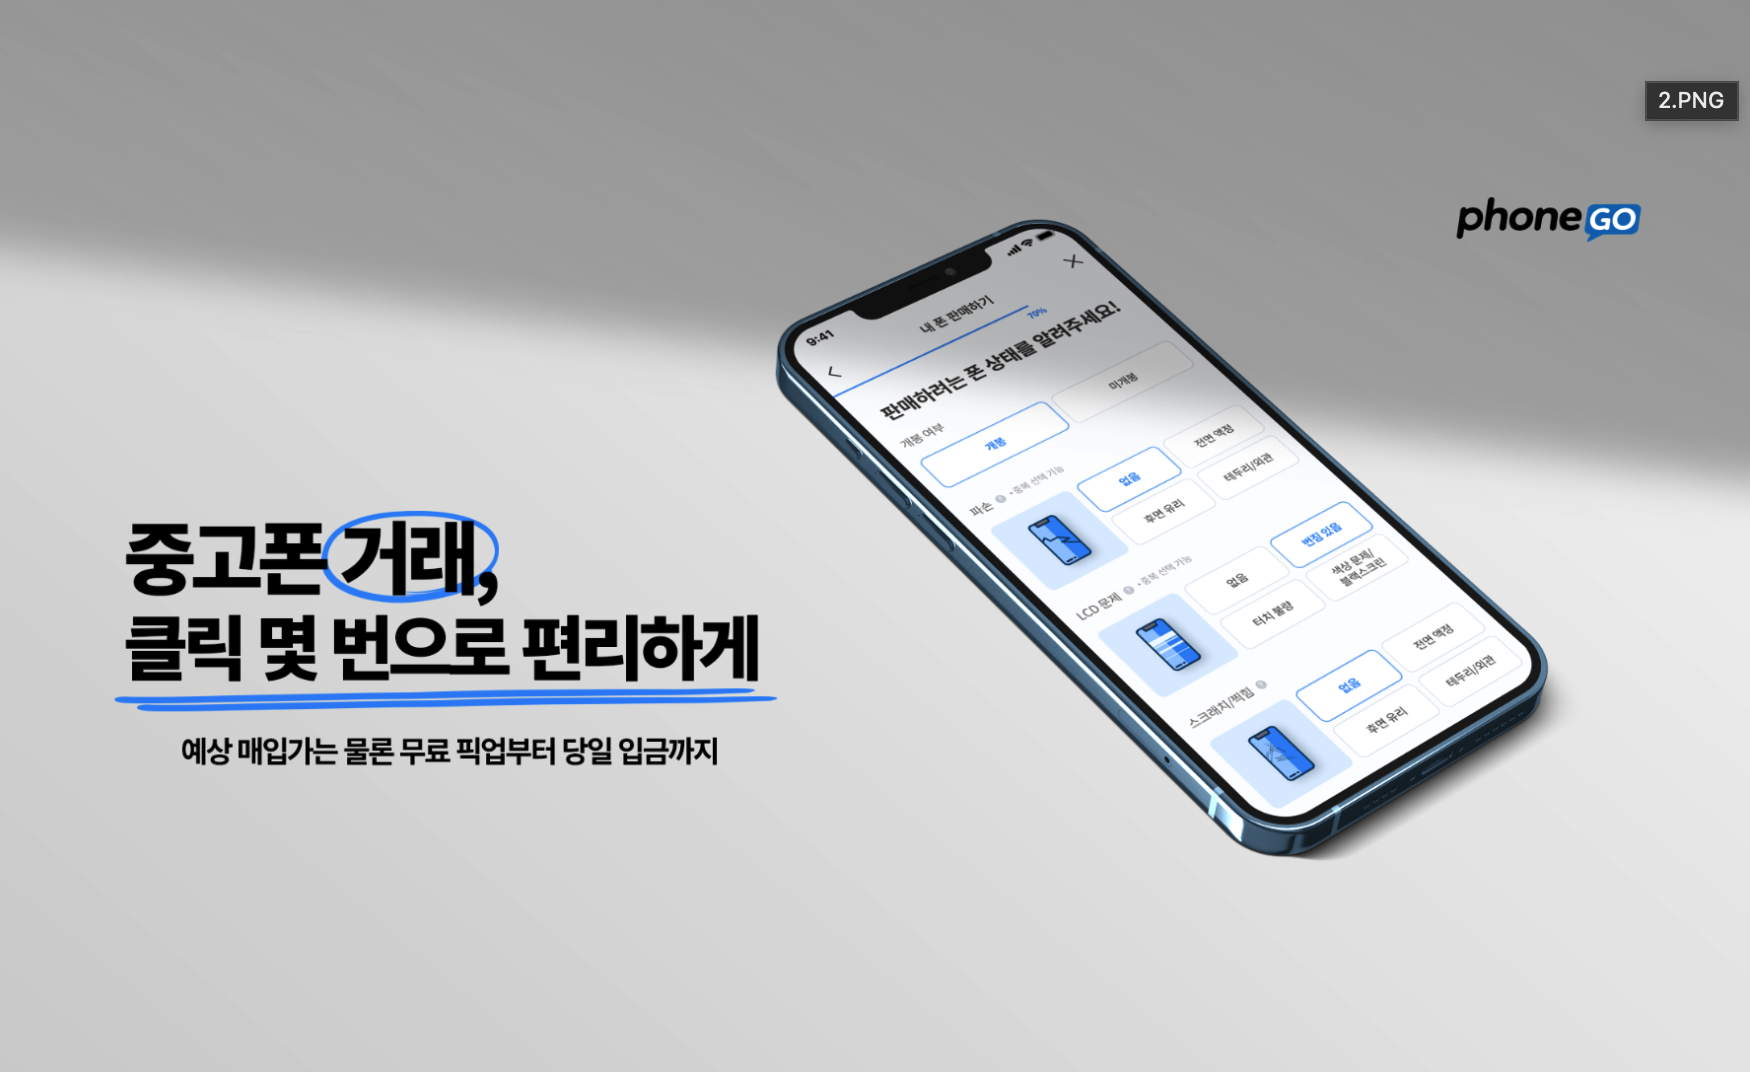 2.PNG
phoneGO
중고폰 거래,
클릭 몇 번으로 편리하게
예상 매입가는 물론 무료 픽업부터 당일 입금까지
9:41
내 폰 판매하기
70%
판매하려는 폰 상태를 알려주세요!
개봉 여부
개봉
미개봉
파손 ? • 중복 선택 가능
없음
전면 액정
후면 유리
테두리/외관
LCD 문제 ? • 중복 선택 가능
없음
번짐 있음
터치 불량
색상 문제/
블랙스크린
스크래치/찍힘 ?
없음
전면 액정
후면 유리
테두리/외관